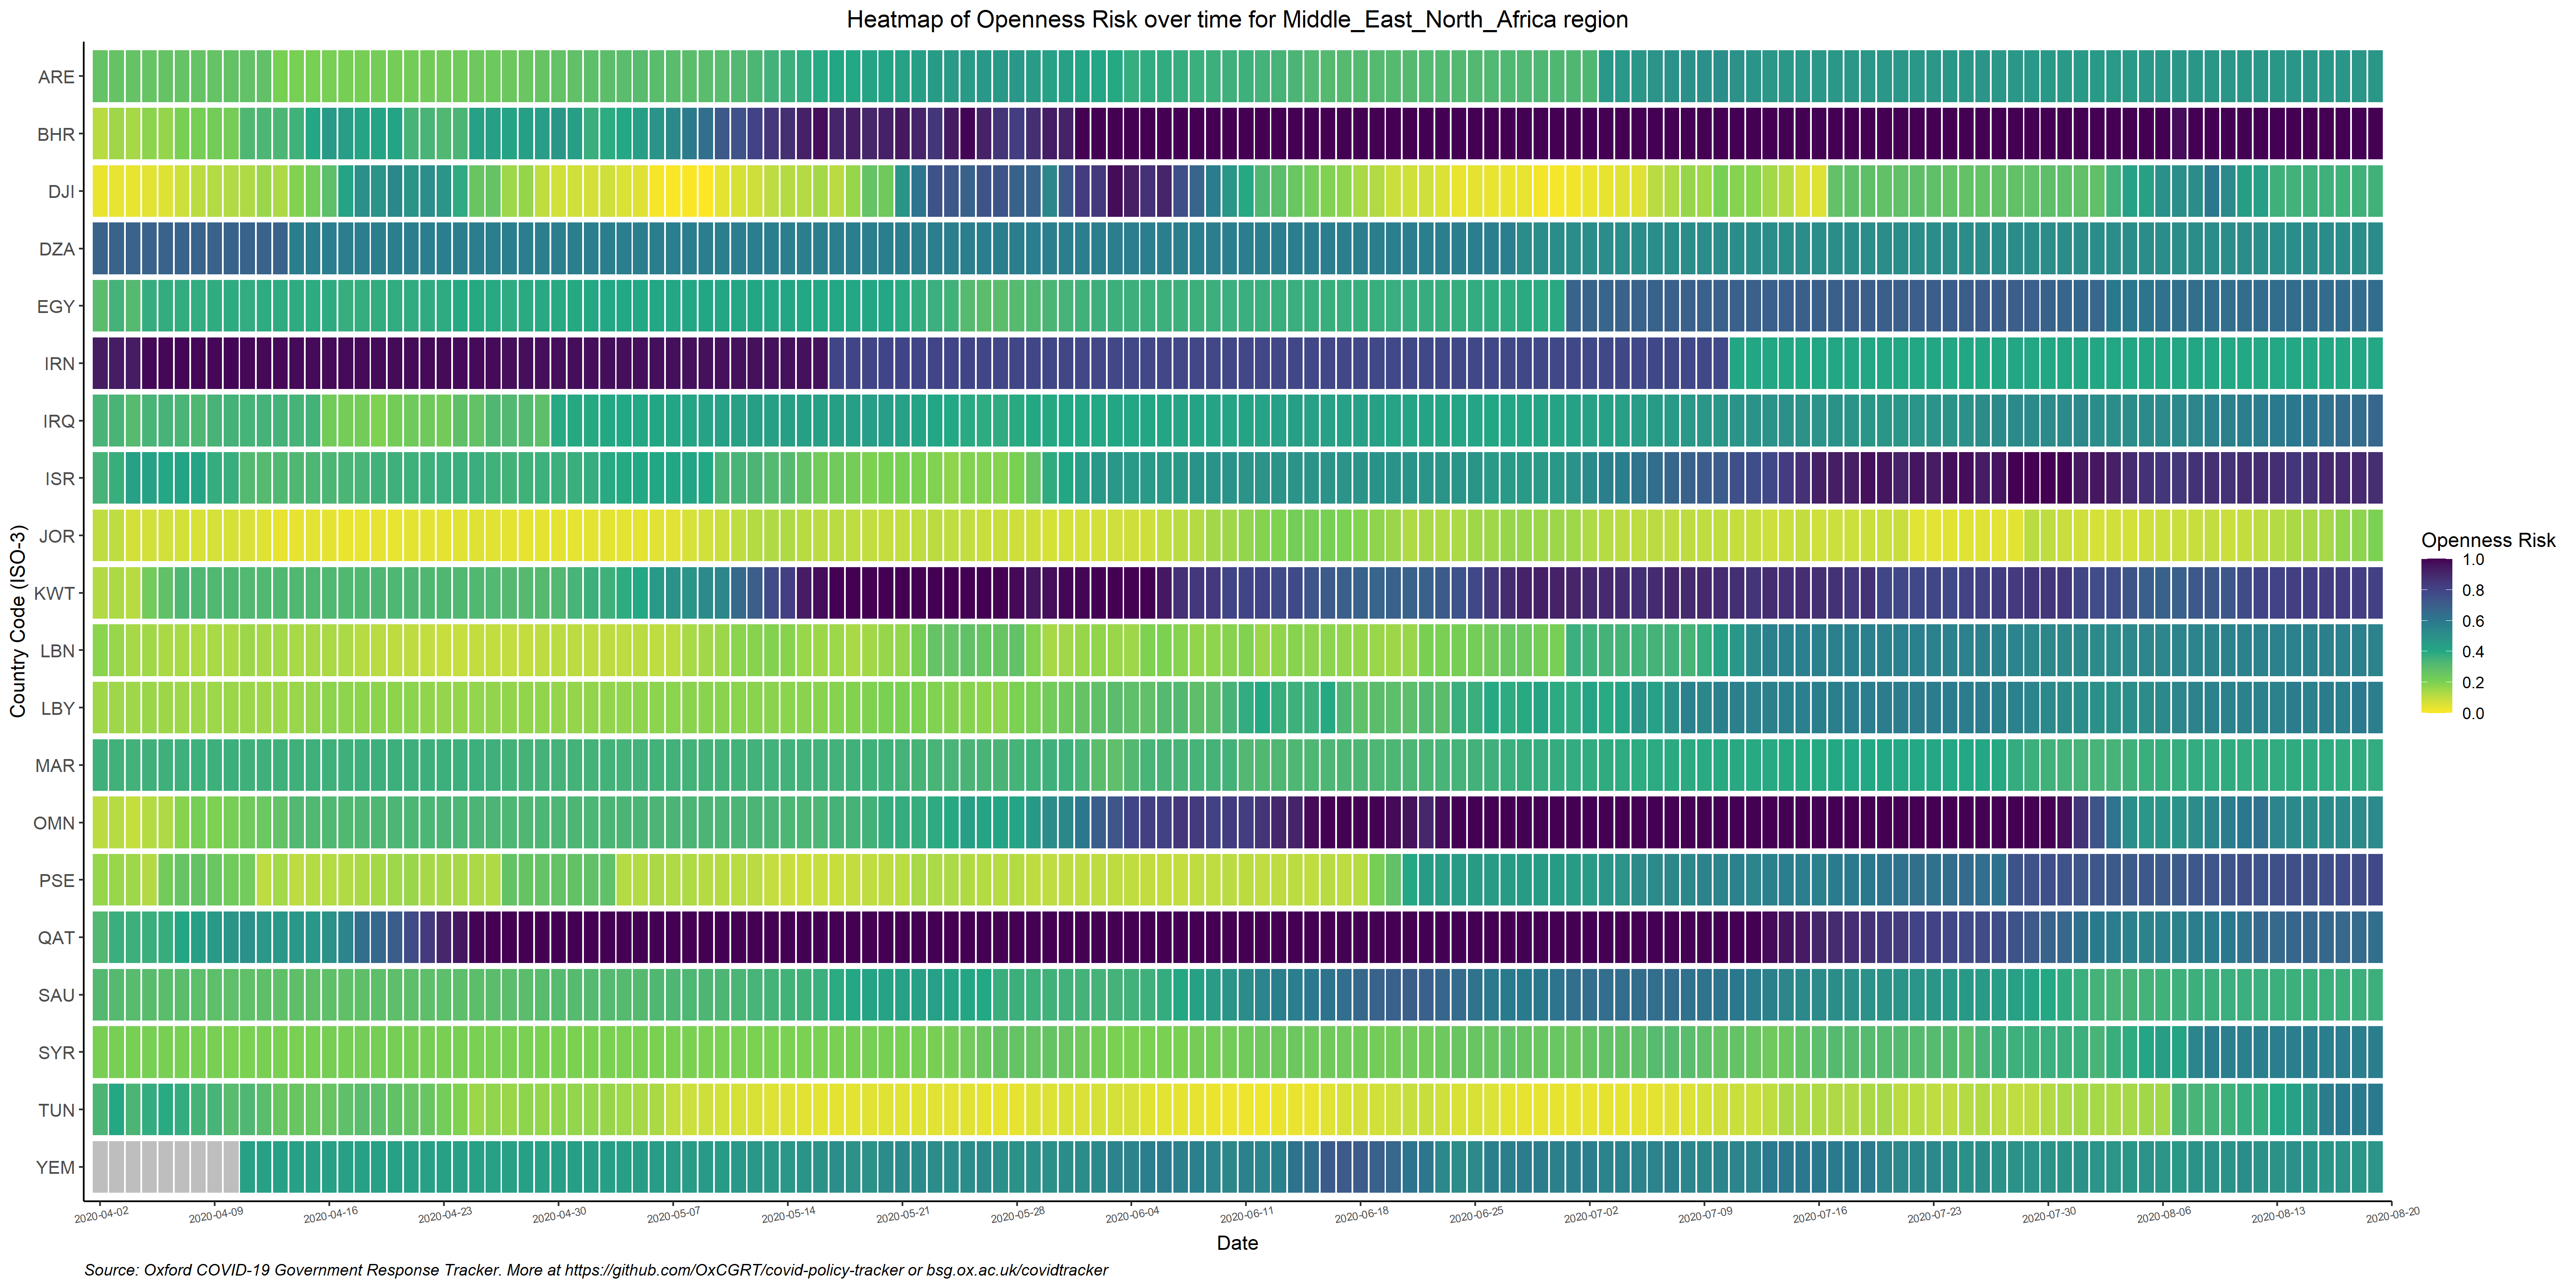 Heatmap of Openness Risk over time for Middle_East_North_Africa region
Country Code (ISO-3)
ARE
BHR
DJI
DZA
EGY
IRN
IRQ
ISR
JOR
KWT
LBN
LBY
MAR
OMN
PSE
QAT
SAU
SYR
TUN
YEM
Openness Risk
1.0
0.8
0.6
0.4
0.2
0.0
2020-04-02
2020-04-09
2020-04-16
2020-04-23
2020-04-30
2020-05-07
2020-05-14
2020-05-21
2020-05-28
2020-06-04
2020-06-11
2020-06-18
2020-06-25
2020-07-02
2020-07-09
2020-07-16
2020-07-23
2020-07-30
2020-08-06
2020-08-13
2020-08-20
Date
Source: Oxford COVID-19 Government Response Tracker. More at https://github.com/OxCGRT/covid-policy-tracker or bsg.ox.ac.uk/covidtracker